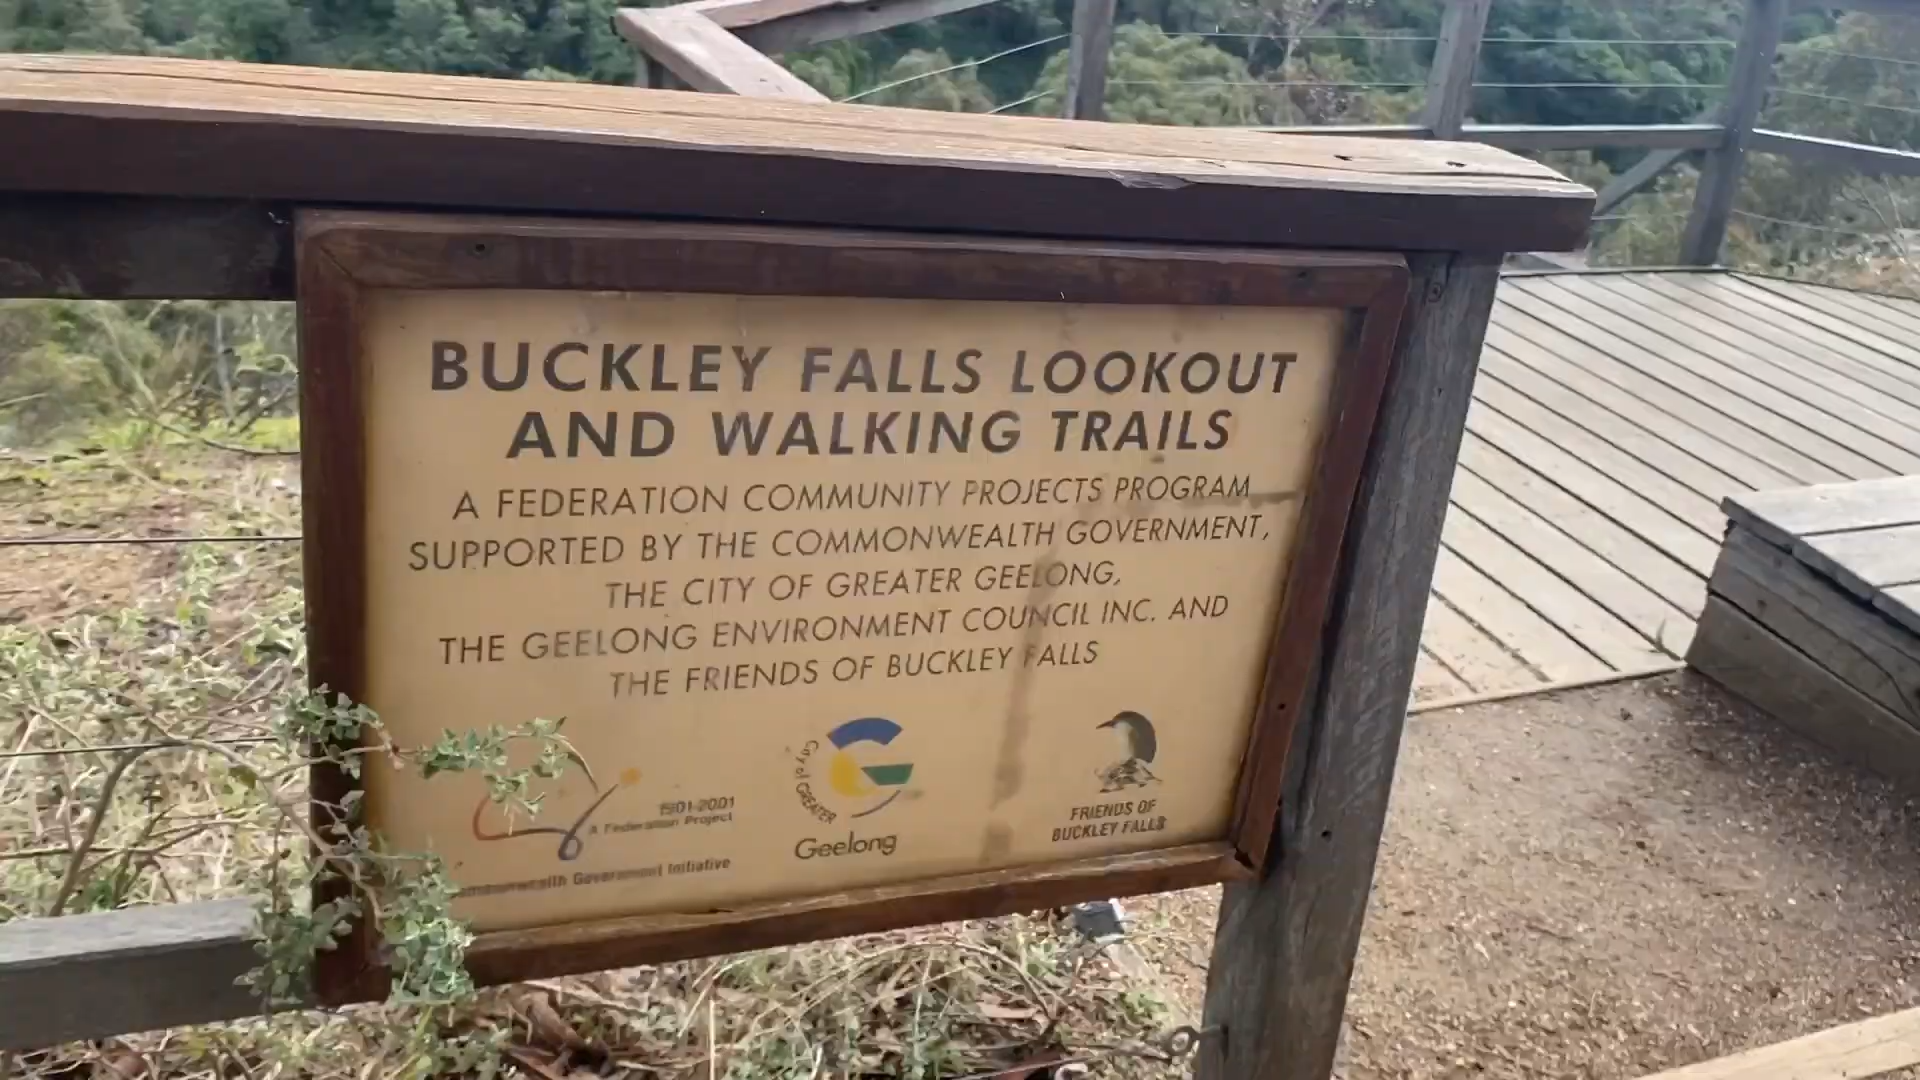 BUCKLEY FALLS LOOKOUT
AND WALKING TRAILS
A FEDERATION COMMUNITY PROJECTS PROGRAM
SUPPORTED BY THE COMMONWEALTH GOVERNMENT,
THE CITY OF GREATER GEELONG,
THE GEELONG ENVIRONMENT COUNCIL INC. AND
THE FRIENDS OF BUCKLEY FALLS
1901-2001
A Federation Project
Government Initiative
City of GREATER
Geelong
FRIENDS OF
BUCKLEY FALLS